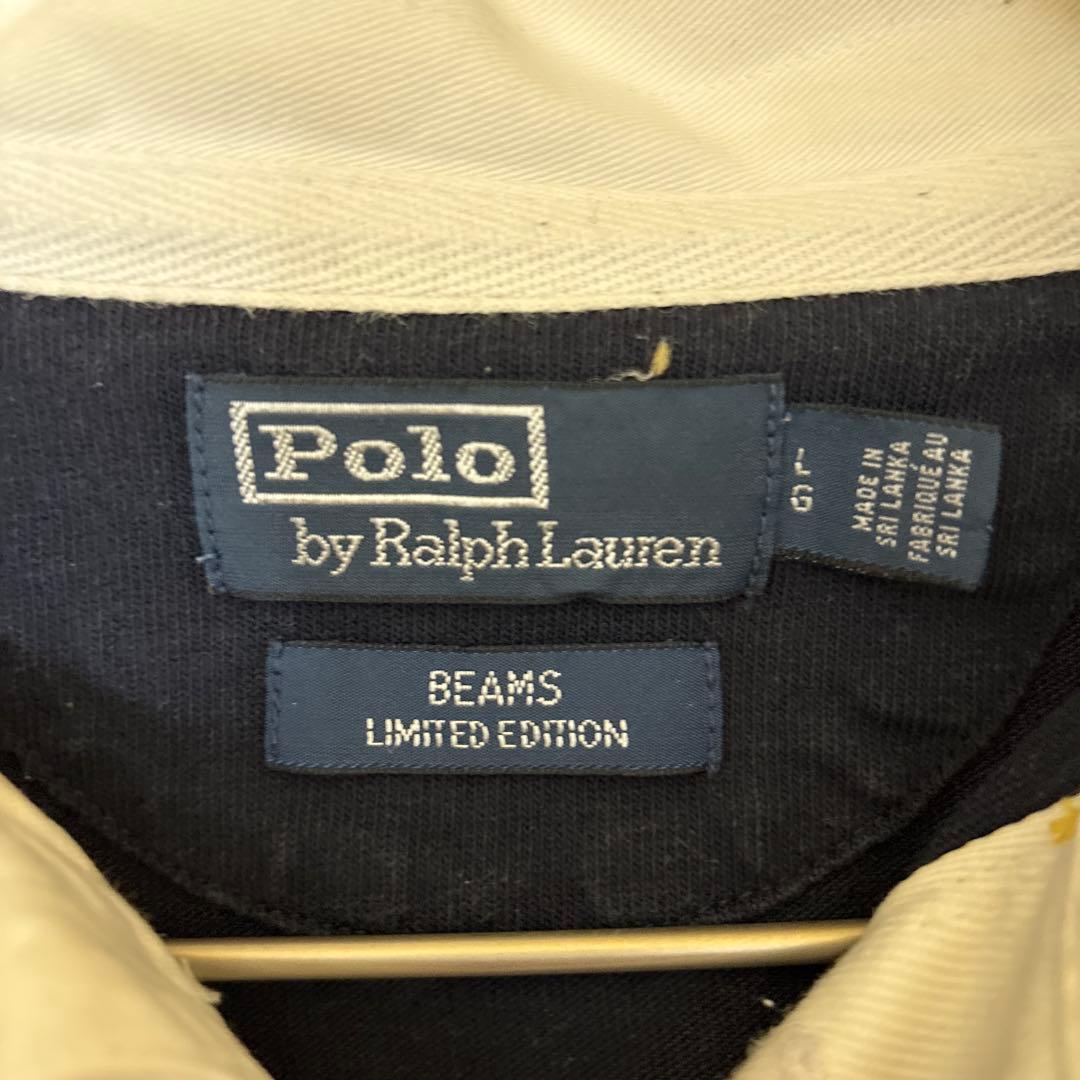 Polo
by Ralph Lauren
L
G
MADE IN
SRI LANKA
FABRIQUÉ AU
SRI LANKA
BEAMS
LIMITED EDITION